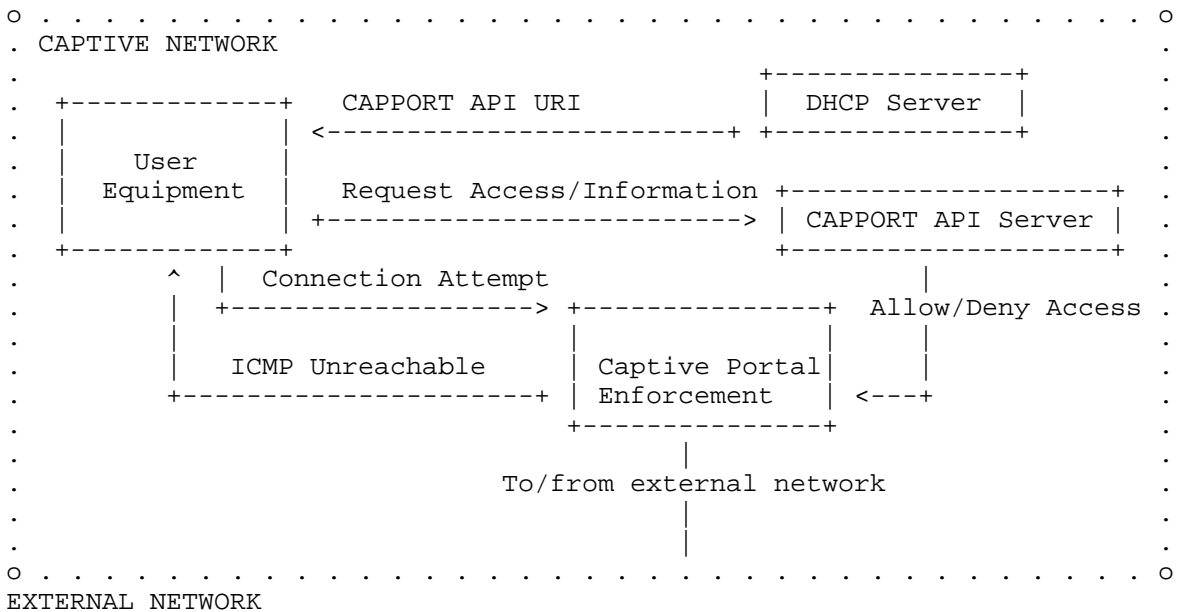 CAPTIVE NETWORK
CAPPORT API URI
DHCP Server
User
Equipment
Request Access/Information
CAPPORT API Server
Connection Attempt
Allow/Deny Access
ICMP Unreachable
Captive Portal
Enforcement
To/from external network
EXTERNAL NETWORK